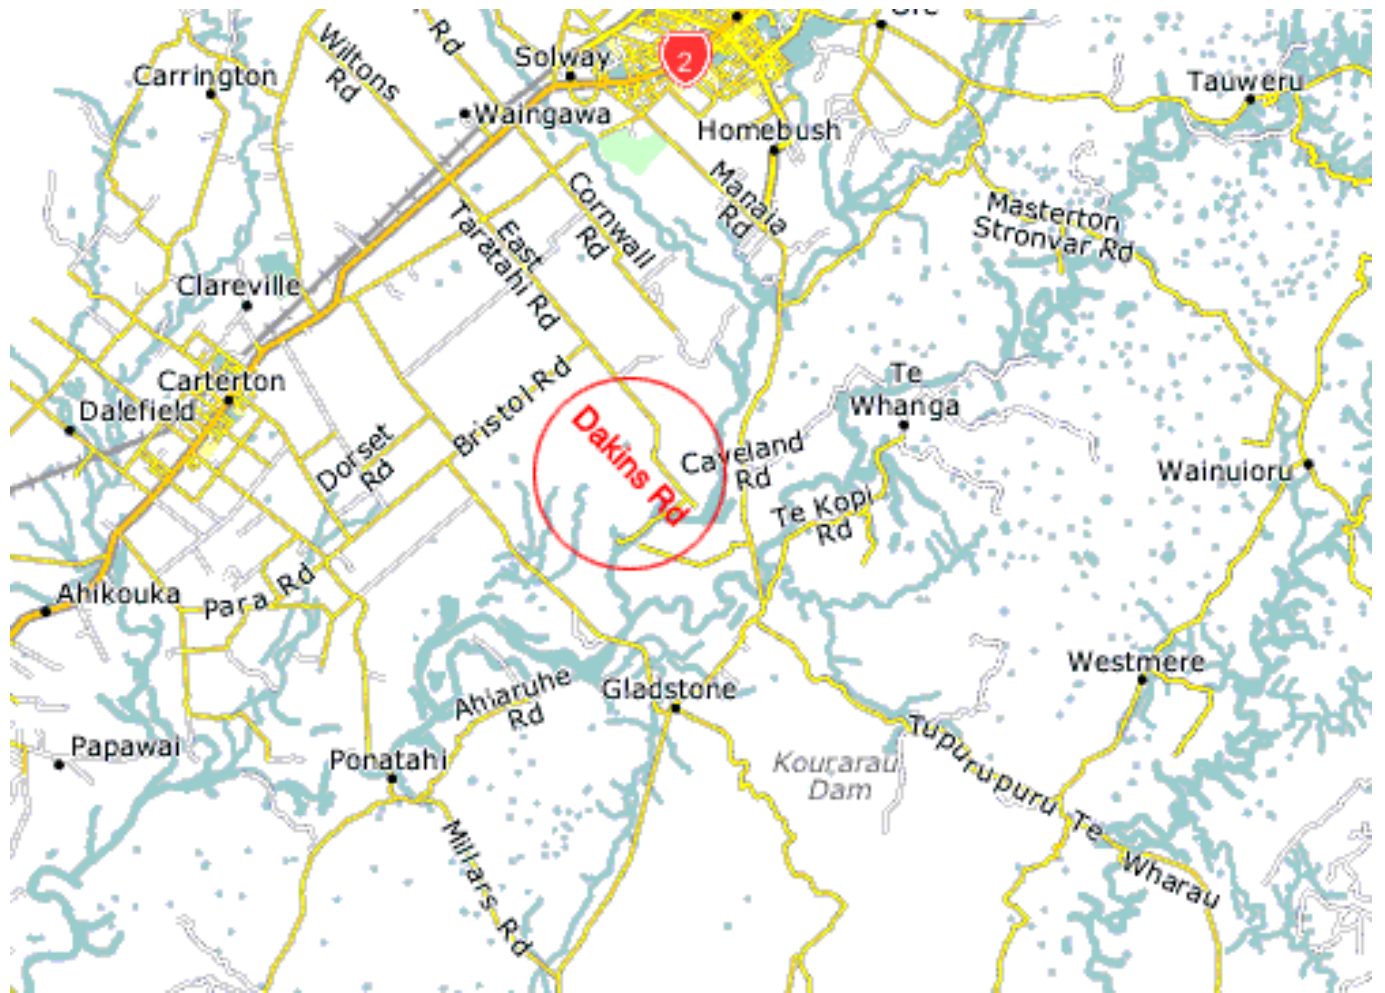 Wiltons
Rd
Rd
Solway
2
Carrington
Waingawa
Homebush
Tauweru
Manaia
Rd
Cornwall
Rd
East
Taratahi Rd
Masterton
Stronvar Rd
Clareville
Carterton
Dalefield
Bristol Rd
Dorset
Rd
Dakins Rd
Te
Whanga
Caveland
Rd
Te Kopi
Rd
Wainuioru
Ahikouka
Para Rd
Westmere
Gladstone
Ahiaruhe
Rd
Papawai
Ponatahi
Kourarau
Dam
Tupurupuru Te
Wharau
Millars Rd